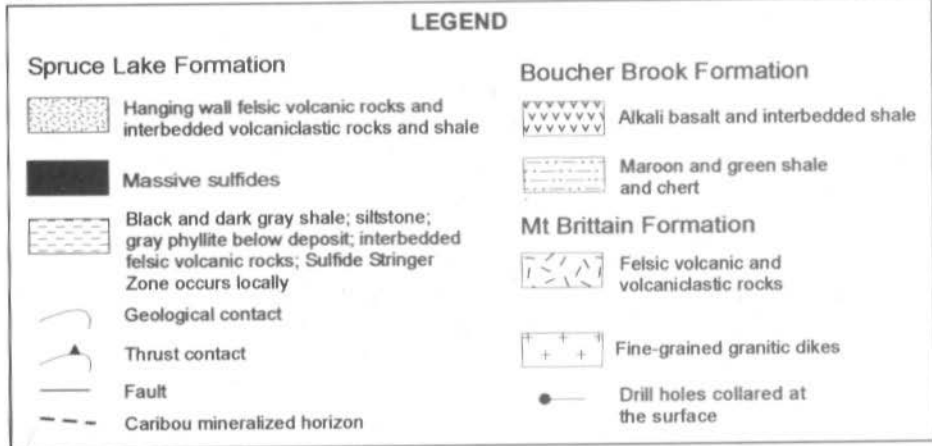 LEGEND
Spruce Lake Formation
Hanging wall felsic volcanic rocks and
interbedded volcaniclastic rocks and shale
Massive sulfides
Black and dark gray shale; siltstone;
gray phyllite below deposit; interbedded
felsic volcanic rocks; Sulfide Stringer
Zone occurs locally
Geological contact
Thrust contact
Fault
Caribou mineralized horizon
Boucher Brook Formation
Alkali basalt and interbedded shale
Maroon and green shale
and chert
Mt Brittain Formation
Felsic volcanic and
volcaniclastic rocks
Fine-grained granitic dikes
Drill holes collared at
the surface